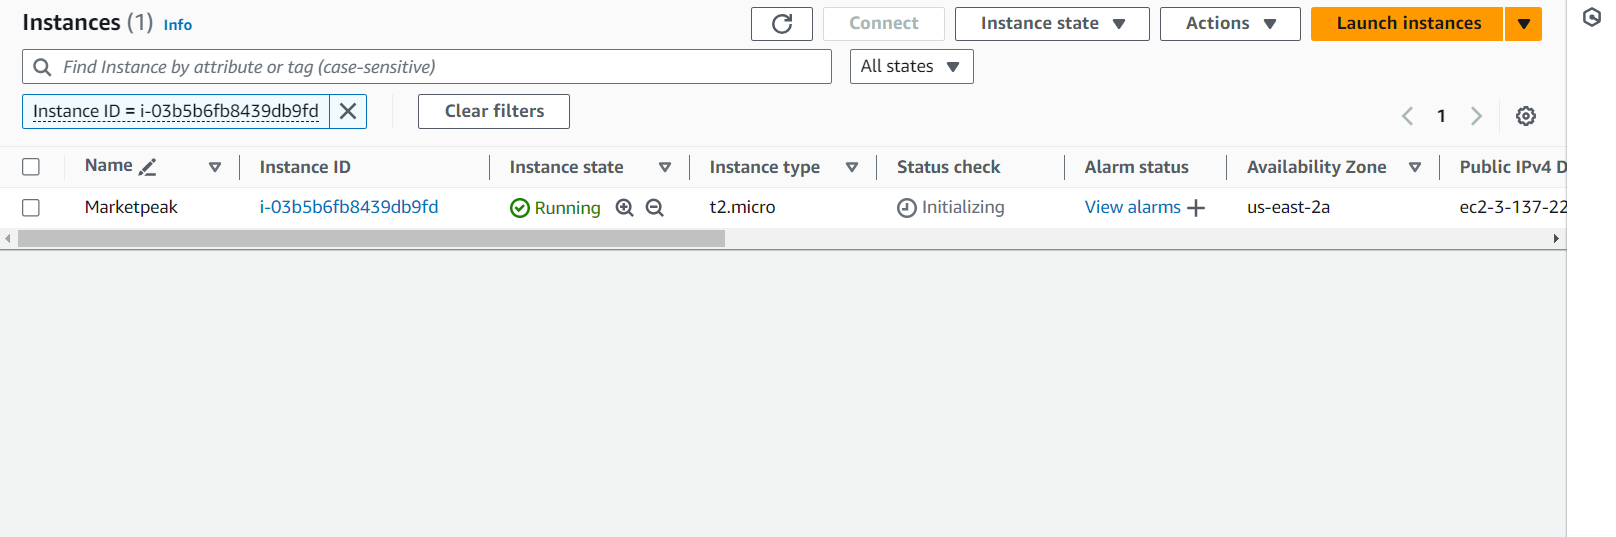 Instances (1) Info
Connect
Instance state
Actions
Launch instances
Find Instance by attribute or tag (case-sensitive)
All states
Instance ID = i-03b5b6fb8439db9fd
Clear filters
1
Name Instance ID Instance state Instance type Status check Alarm status Availability Zone Public IPv4 D
Marketpeak i-03b5b6fb8439db9fd Running t2.micro Initializing View alarms us-east-2a ec2-3-137-22